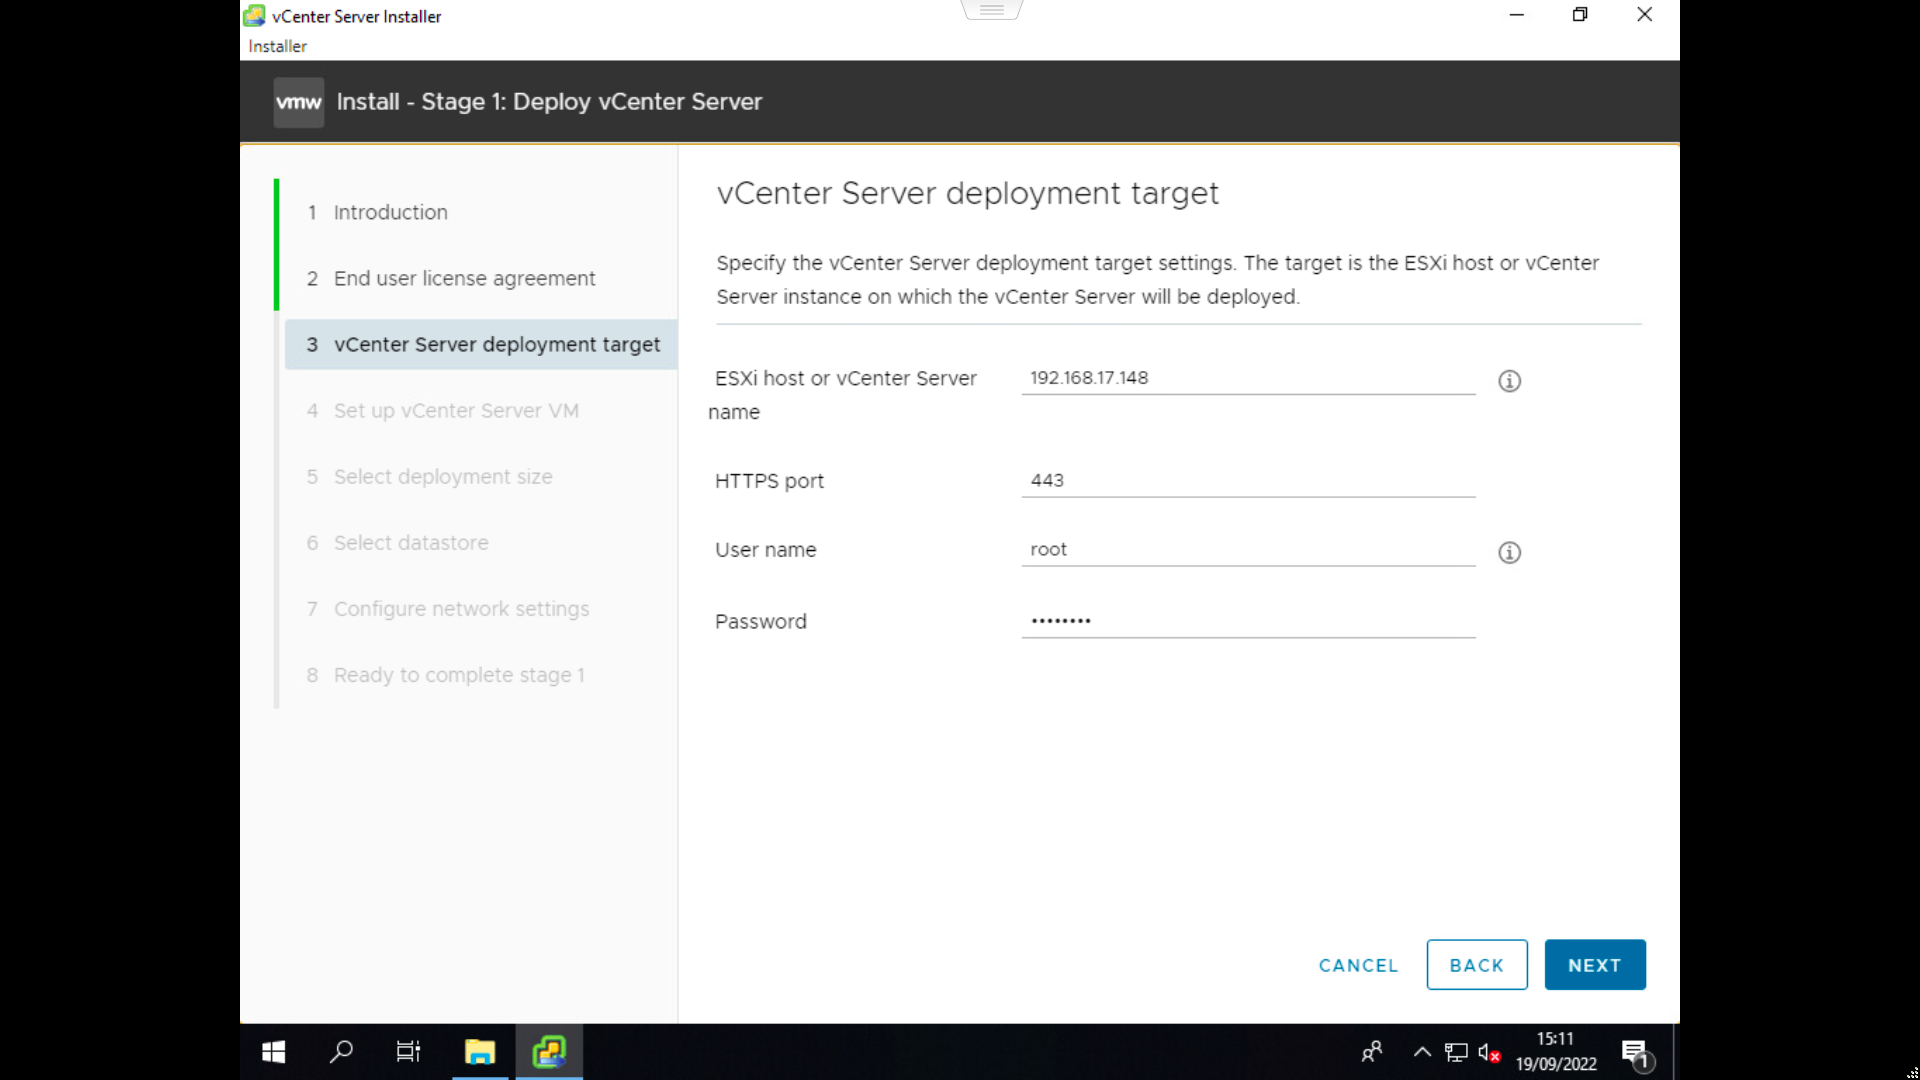 vCenter Server Installer
Installer
vmw Install - Stage 1: Deploy vCenter Server
1 Introduction
2 End user license agreement
3 vCenter Server deployment target
4 Set up vCenter Server VM
5 Select deployment size
6 Select datastore
7 Configure network settings
8 Ready to complete stage 1
vCenter Server deployment target
Specify the vCenter Server deployment target settings. The target is the ESXi host or vCenter
Server instance on which the vCenter Server will be deployed.
ESXi host or vCenter Server
name
192.168.17.148
HTTPS port
443
User name
root
Password
••••••••
CANCEL
BACK
NEXT
15:11
19/09/2022
1